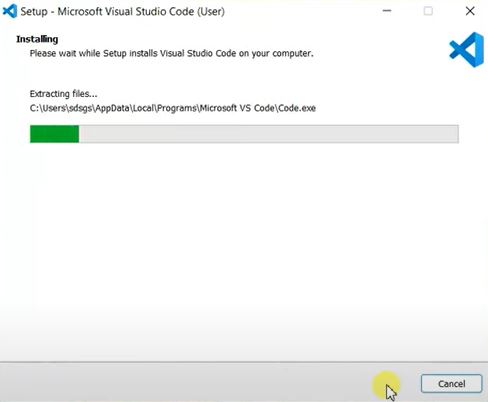 Setup - Microsoft Visual Studio Code (User)
Installing
Please wait while Setup installs Visual Studio Code on your computer.
Extracting files...
C:\Users\sdsgs\AppData\Local\Programs\Microsoft VS Code\Code.exe
Cancel